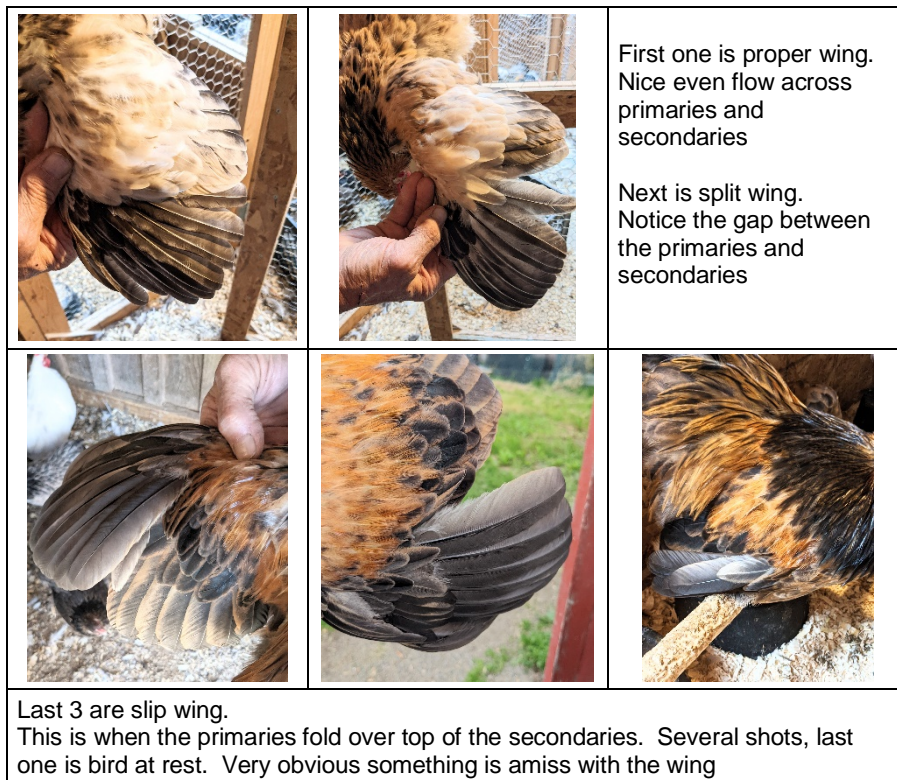 First one is proper wing.
Nice even flow across
primaries and
secondaries
Next is split wing.
Notice the gap between
the primaries and
secondaries
Last 3 are slip wing.
This is when the primaries fold over top of the secondaries.  Several shots, last
one is bird at rest.  Very obvious something is amiss with the wing